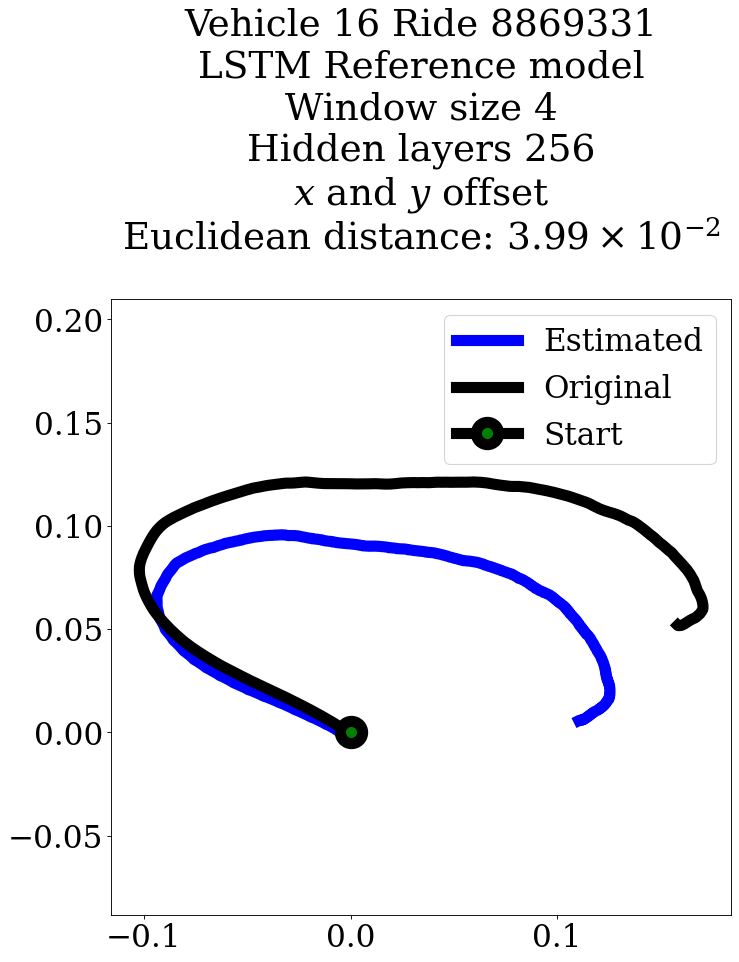 Vehicle 16 Ride 8869331
LSTM Reference model
Window size 4
Hidden layers 256
x and y offset
Euclidean distance: 3.99 × 10⁻²
0.20
0.15
0.10
0.05
0.00
−0.05
Estimated
Original
Start
−0.1
0.0
0.1